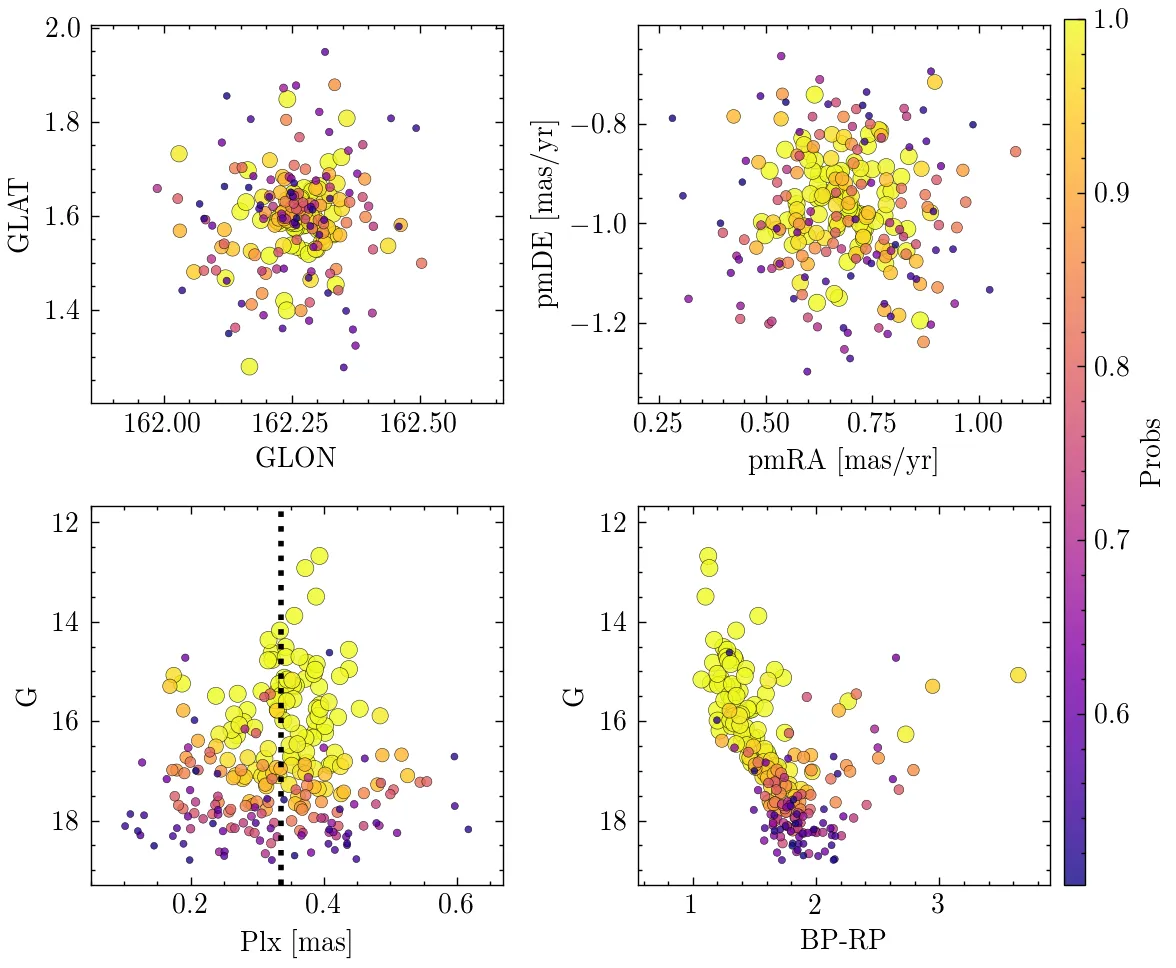 2.0
1.8
1.6
1.4
GLAT
162.00 162.25 162.50
GLON
−0.8
−1.0
−1.2
pmDE [mas/yr]
0.25 0.50 0.75 1.00
pmRA [mas/yr]
12
14
16
18
G
0.2 0.4 0.6
Plx [mas]
12
14
16
18
G
1 2 3
BP-RP
1.0
0.9
0.8
0.7
0.6
Probs